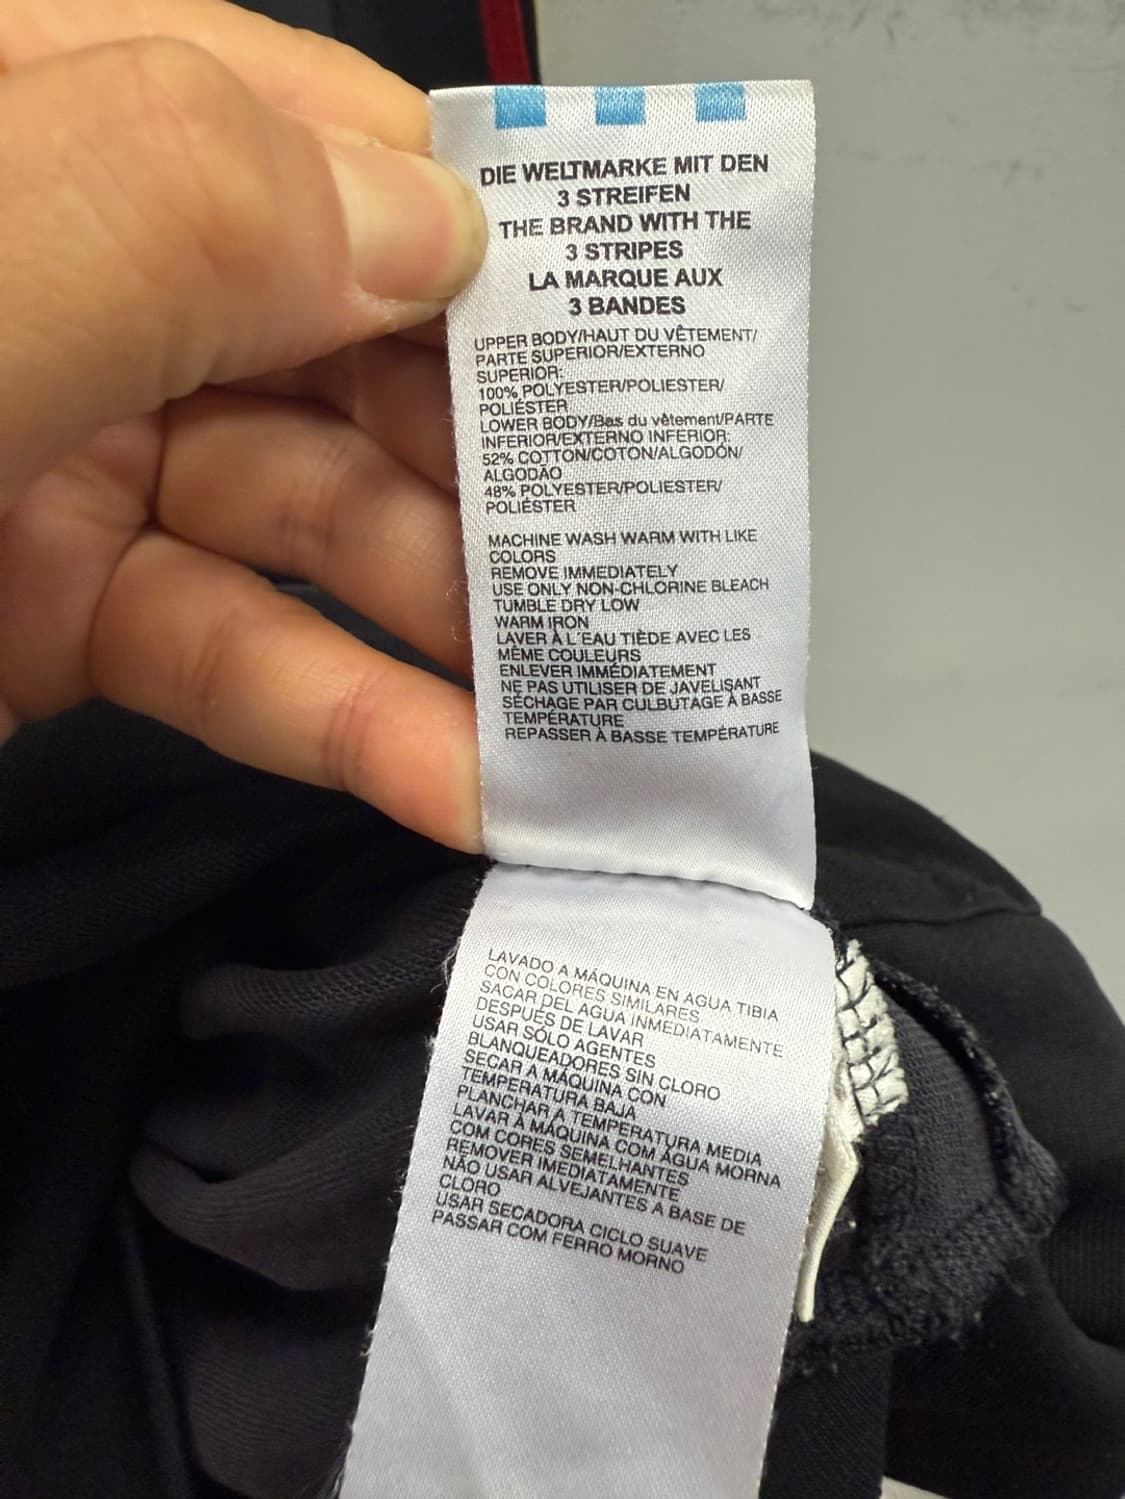 DIE WELTMARKE MIT DEN
3 STREIFEN
THE BRAND WITH THE
3 STRIPES
LA MARQUE AUX
3 BANDES
UPPER BODY/HAUT DU VÊTEMENT/
PARTE SUPERIOR/EXTERNO
SUPERIOR:
100% POLYESTER/POLIESTER/
POLIÉSTER
LOWER BODY/Bas du vêtement/PARTE
INFERIOR/EXTERNO INFERIOR:
52% COTTON/COTON/ALGODÓN/
ALGODÃO
48% POLYESTER/POLIESTER/
POLIÉSTER
MACHINE WASH WARM WITH LIKE
COLORS
REMOVE IMMEDIATELY
USE ONLY NON-CHLORINE BLEACH
TUMBLE DRY LOW
WARM IRON
LAVER À L'EAU TIÈDE AVEC LES
MÊME COULEURS
ENLEVER IMMÉDIATEMENT
NE PAS UTILISER DE JAVELISANT
SÉCHAGE PAR CULBUTAGE À BASSE
TEMPÉRATURE
REPASSER À BASSE TEMPÉRATURE
LAVADO A MÁQUINA EN AGUA TIBIA
CON COLORES SIMILARES
SACAR DEL AGUA INMEDIATAMENTE
DESPUÉS DE LAVAR
USAR SÓLO AGENTES
BLANQUEADORES SIN CLORO
SECAR A MÁQUINA CON
TEMPERATURA BAJA
PLANCHAR A TEMPERATURA MEDIA
LAVAR À MÁQUINA COM ÁGUA MORNA
COM CORES SEMELHANTES
REMOVER IMEDIATAMENTE
NÃO USAR ALVEJANTES A BASE DE
CLORO
USAR SECADORA CICLO SUAVE
PASSAR COM FERRO MORNO